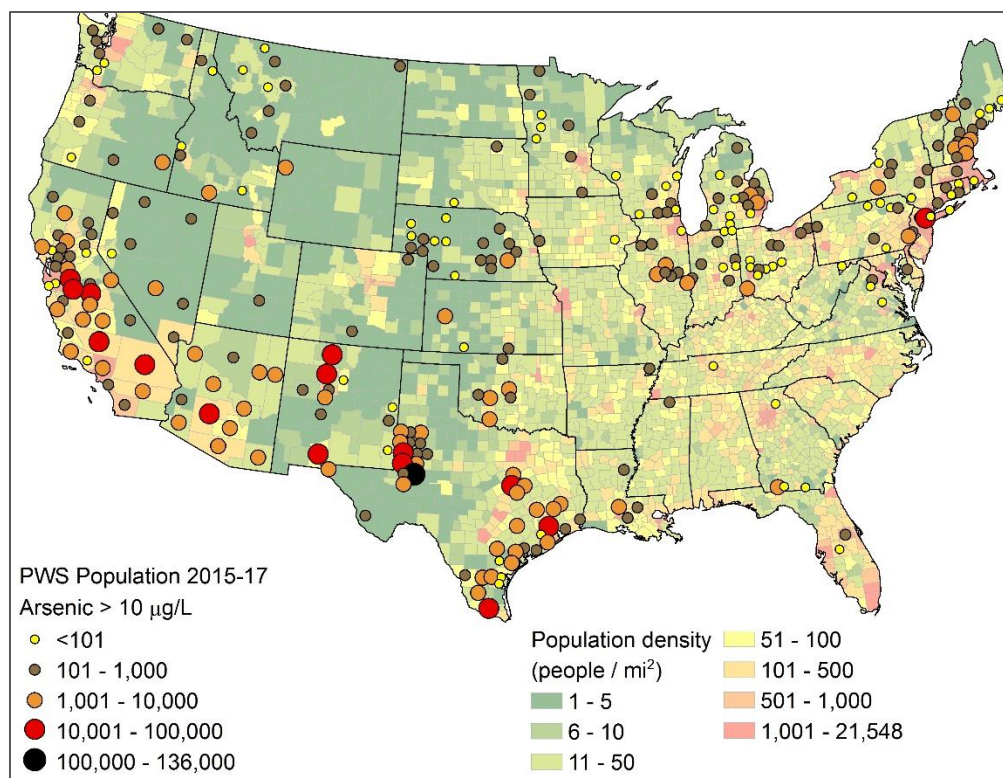 PWS Population 2015-17
Arsenic > 10 µg/L
<101
101 - 1,000
1,001 - 10,000
10,001 - 100,000
100,000 - 136,000
Population density
(people / mi²)
1 - 5
6 - 10
11 - 50
51 - 100
101 - 500
501 - 1,000
1,001 - 21,548